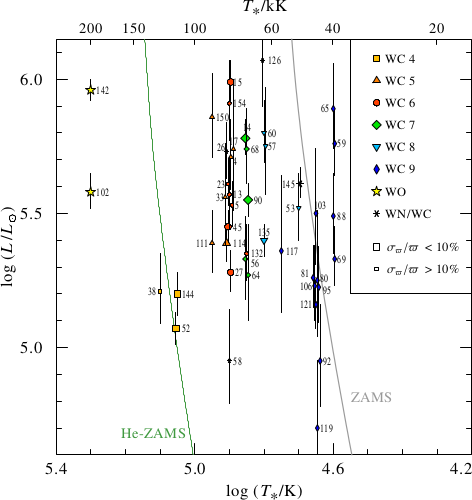 T*/kK
200 150 100 60 40 20
log (L/L⊙)
6.0
5.5
5.0
5.4 5.0 4.6 4.2
log (T*/K)
WC 4
WC 5
WC 6
WC 7
WC 8
WC 9
WO
WN/WC
σϖ/ϖ < 10%
σϖ/ϖ > 10%
He-ZAMS
ZAMS
142
102
126
15
154
150
14
60
57
68
26
23
13
33
5
90
145
53
45
114
111
135
132
56
27
64
117
38
144
52
58
65
59
103
88
69
81
80
106
95
121
92
119